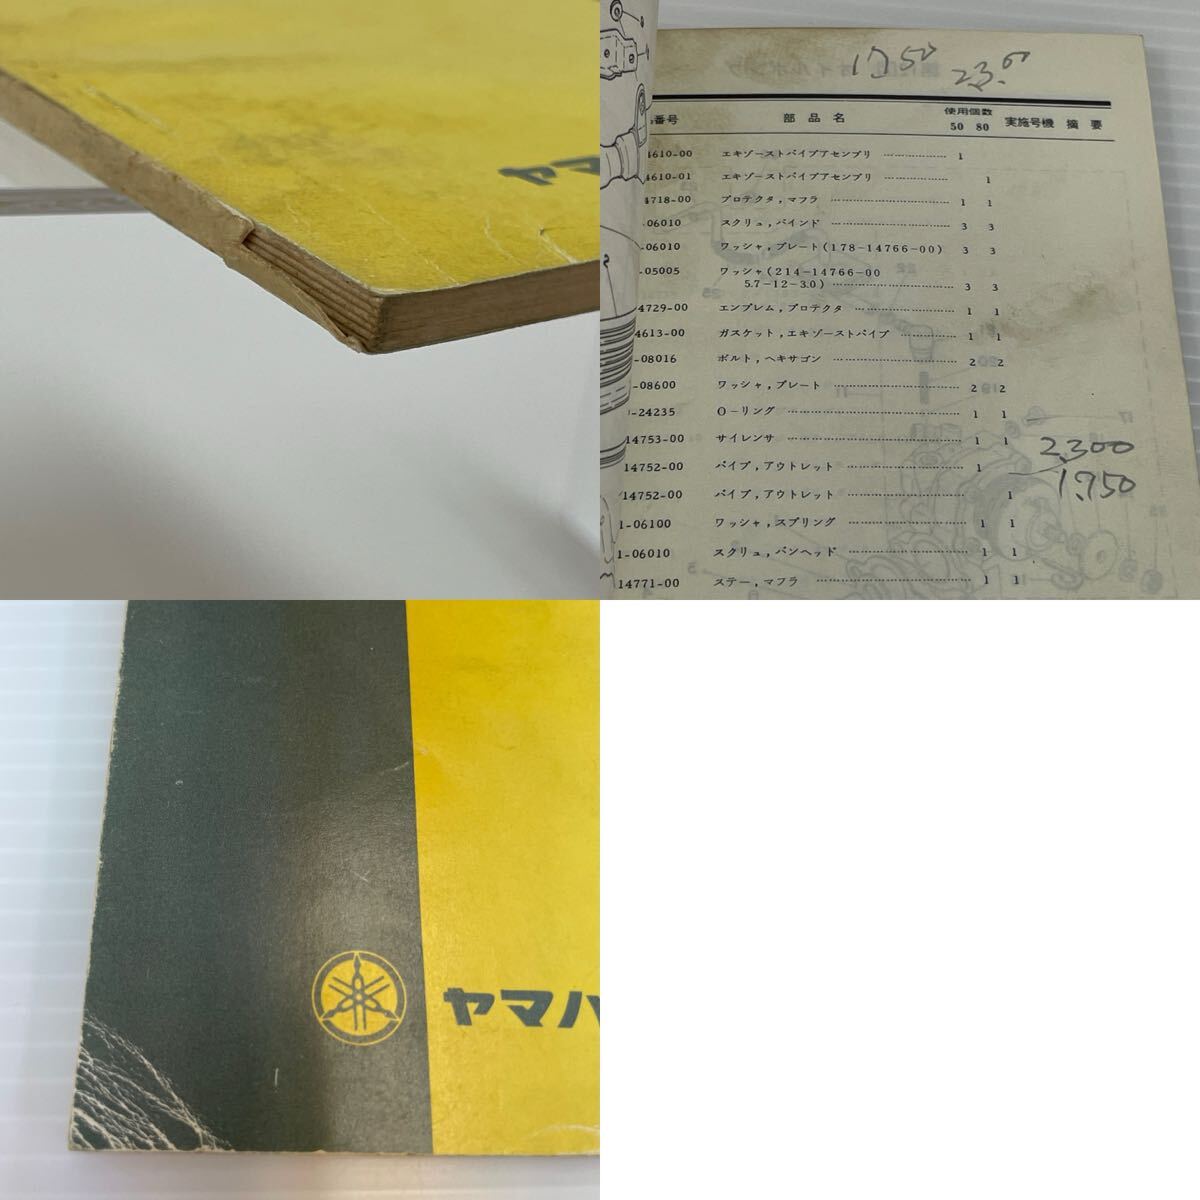 ヤマ
1750
23.00
品番号 部品名 使用個数 実施号機 摘要
50 80
4610-00 エキゾーストパイプアセンブリ 1
4610-01 エキゾーストパイプアセンブリ 1
4718-00 プロテクタ,マフラ 1 1
-06010 スクリュ,バインド 3 3
-06010 ワッシャ,プレート(178-14766-00) 3 3
-05005 ワッシャ(214-14766-00
5.7-12-3.0) 3 3
4729-00 エンブレム,プロテクタ 1 1
4613-00 ガスケット,エキゾーストパイプ 1 1
-08016 ボルト,ヘキサゴン 2 2
-08600 ワッシャ,プレート 2 2
-24235 O-リング 1 1
14753-00 サイレンサ 1 1 2,300
14752-00 パイプ,アウトレット 1
14752-00 パイプ,アウトレット 1 1,750
1-06100 ワッシャ,スプリング 1 1
1-06010 スクリュ,パンヘッド 1 1
14771-00 ステー,マフラ 1 1
ヤマハ